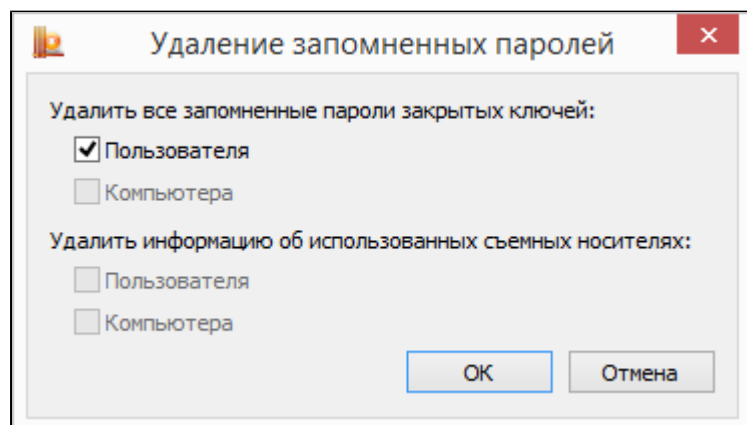 Удаление запомненных паролей
Удалить все запомненные пароли закрытых ключей:
Пользователя
Компьютера
Удалить информацию об использованных съемных носителях:
Пользователя
Компьютера
ОК Отмена